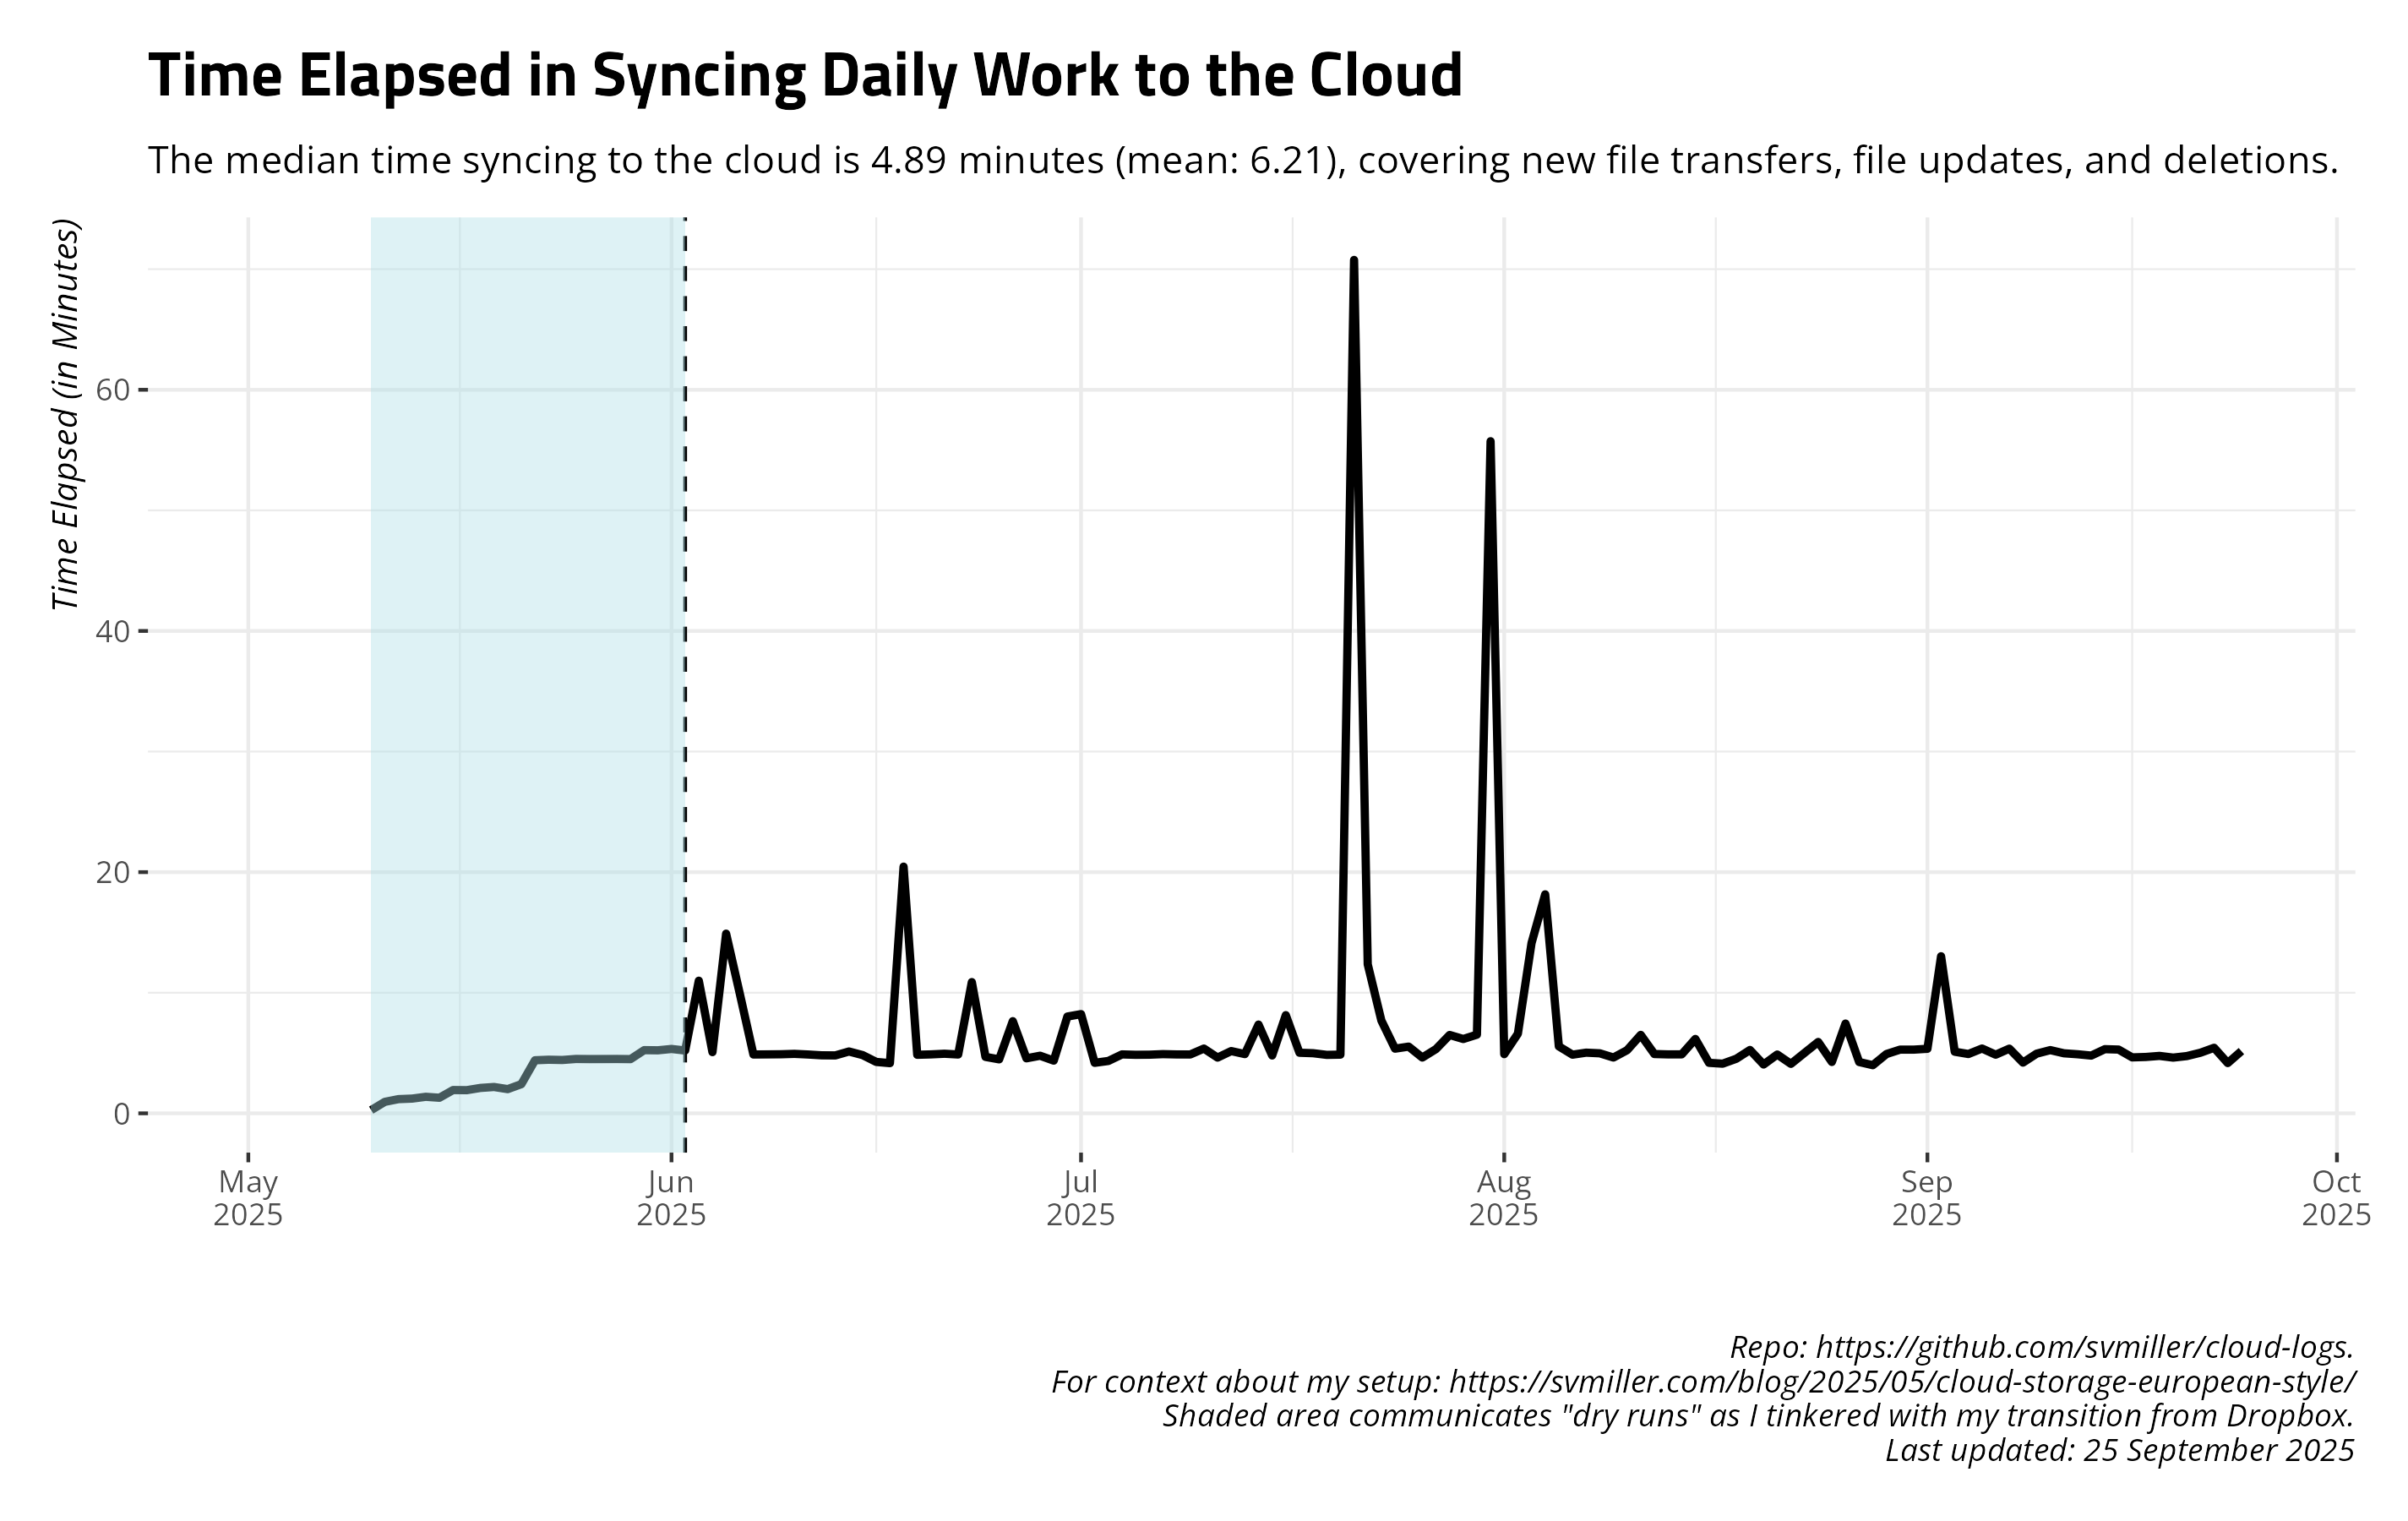 Time Elapsed in Syncing Daily Work to the Cloud
The median time syncing to the cloud is 4.89 minutes (mean: 6.21), covering new file transfers, file updates, and deletions.
Time Elapsed (in Minutes)
60
40
20
0
May
2025
Jun
2025
Jul
2025
Aug
2025
Sep
2025
Oct
2025
Repo: https://github.com/svmiller/cloud-logs.
For context about my setup: https://svmiller.com/blog/2025/05/cloud-storage-european-style/
Shaded area communicates "dry runs" as I tinkered with my transition from Dropbox.
Last updated: 25 September 2025